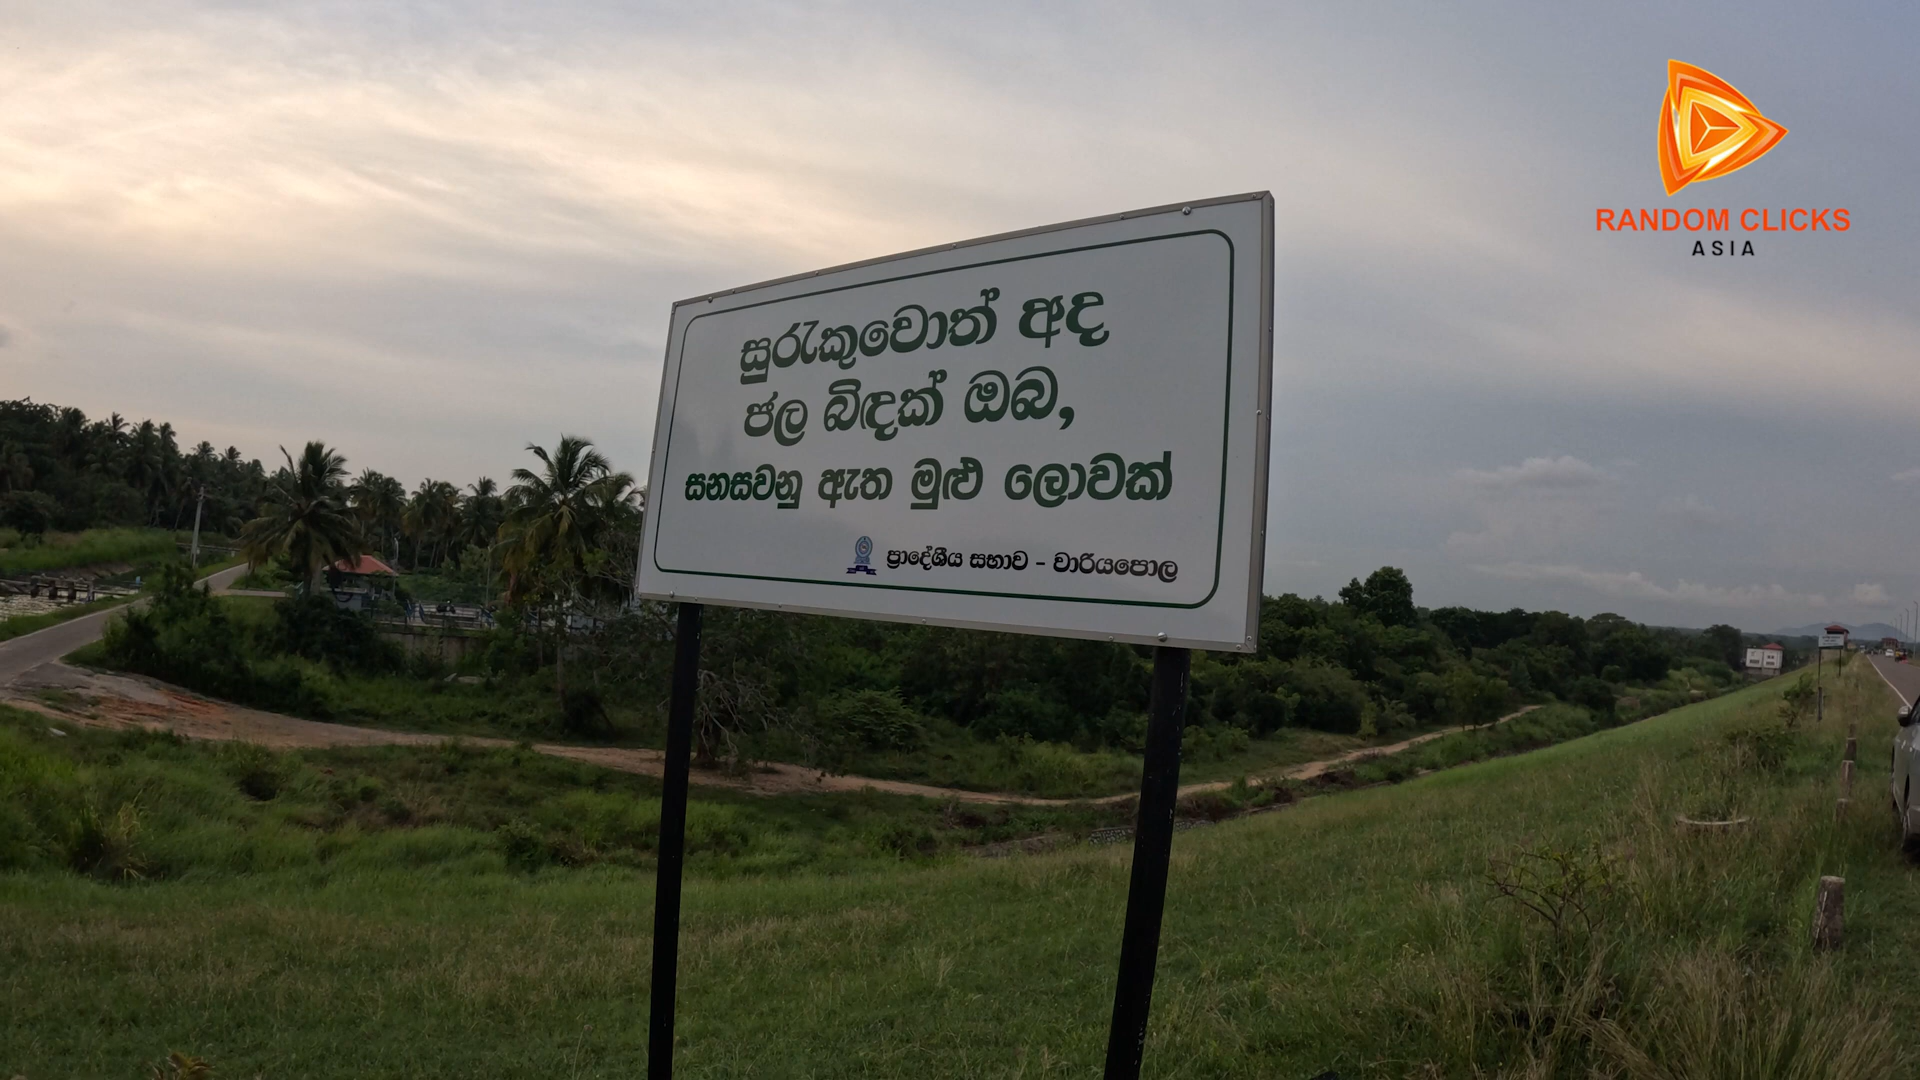 සුරැකුවොත් අද
ජල බිඳක් ඔබ,
සනසවනු ඇත මුළු ලොවක්
ප්‍රාදේශීය සභාව - වාරියපොල
RANDOM CLICKS
ASIA